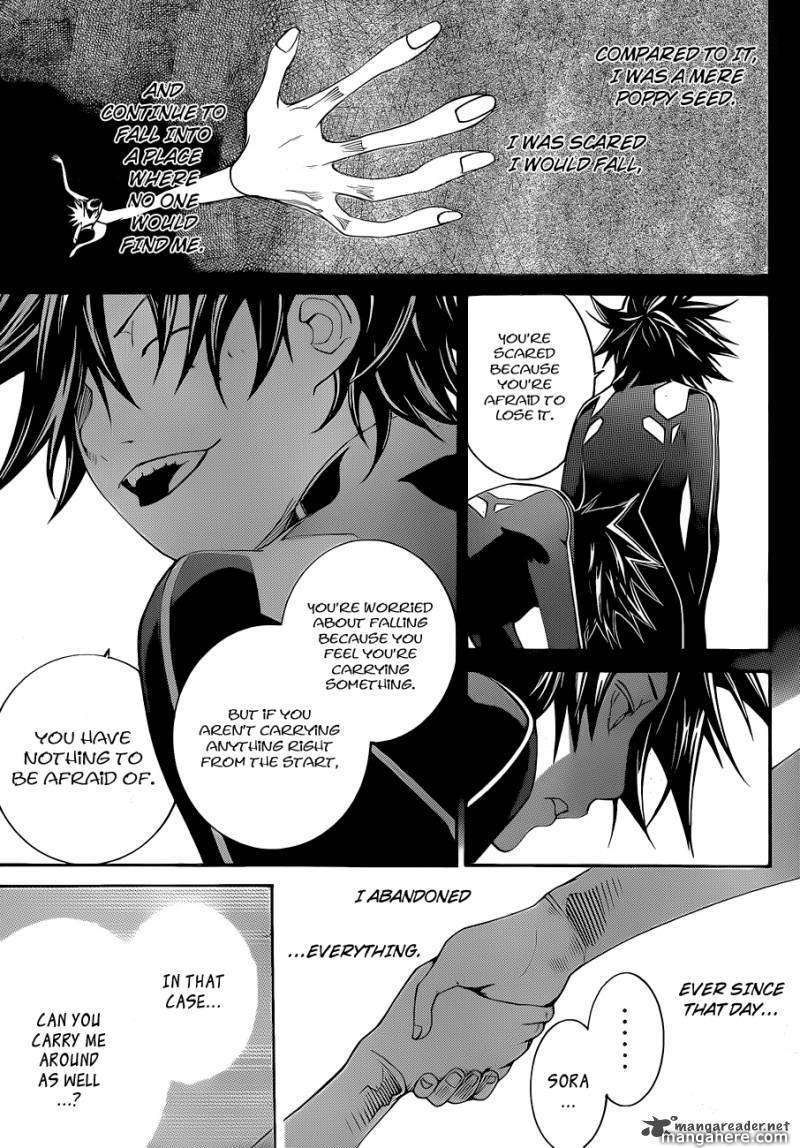 COMPARED TO IT,
I WAS A MERE
POPPY SEED.
I WAS SCARED
I WOULD FALL,
AND
CONTINUE TO
FALL INTO
A PLACE
WHERE
NO ONE
WOULD
FIND ME.
YOU'RE
SCARED
BECAUSE
YOU'RE
AFRAID TO
LOSE IT.
YOU'RE WORRIED
ABOUT FALLING
BECAUSE YOU
FEEL YOU'RE
CARRYING
SOMETHING.
BUT IF YOU
AREN'T CARRYING
ANYTHING RIGHT
FROM THE START,
YOU HAVE
NOTHING TO
BE AFRAID OF.
EVER SINCE
THAT DAY...
......
SORA
...
I ABANDONED
...EVERYTHING.
IN THAT
CASE...
CAN YOU
CARRY ME
AROUND
AS WELL
...?
mangareader.net
mangahere.com